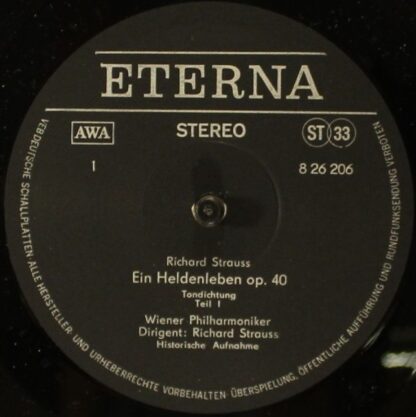 ETERNA
AWA
STEREO
ST 33
1
8 26 206
Richard Strauss
Ein Heldenleben op. 40
Tondichtung
Teil I
Wiener Philharmoniker
Dirigent: Richard Strauss
Historische Aufnahme
VEB DEUTSCHE SCHALLPLATTEN · ALLE HERSTELLER- UND URHEBERRECHTE VORBEHALTEN ÜBERSPIELUNG, ÖFFENTLICHE AUFFÜHRUNG UND RUNDFUNKSENDUNG VERBOTEN